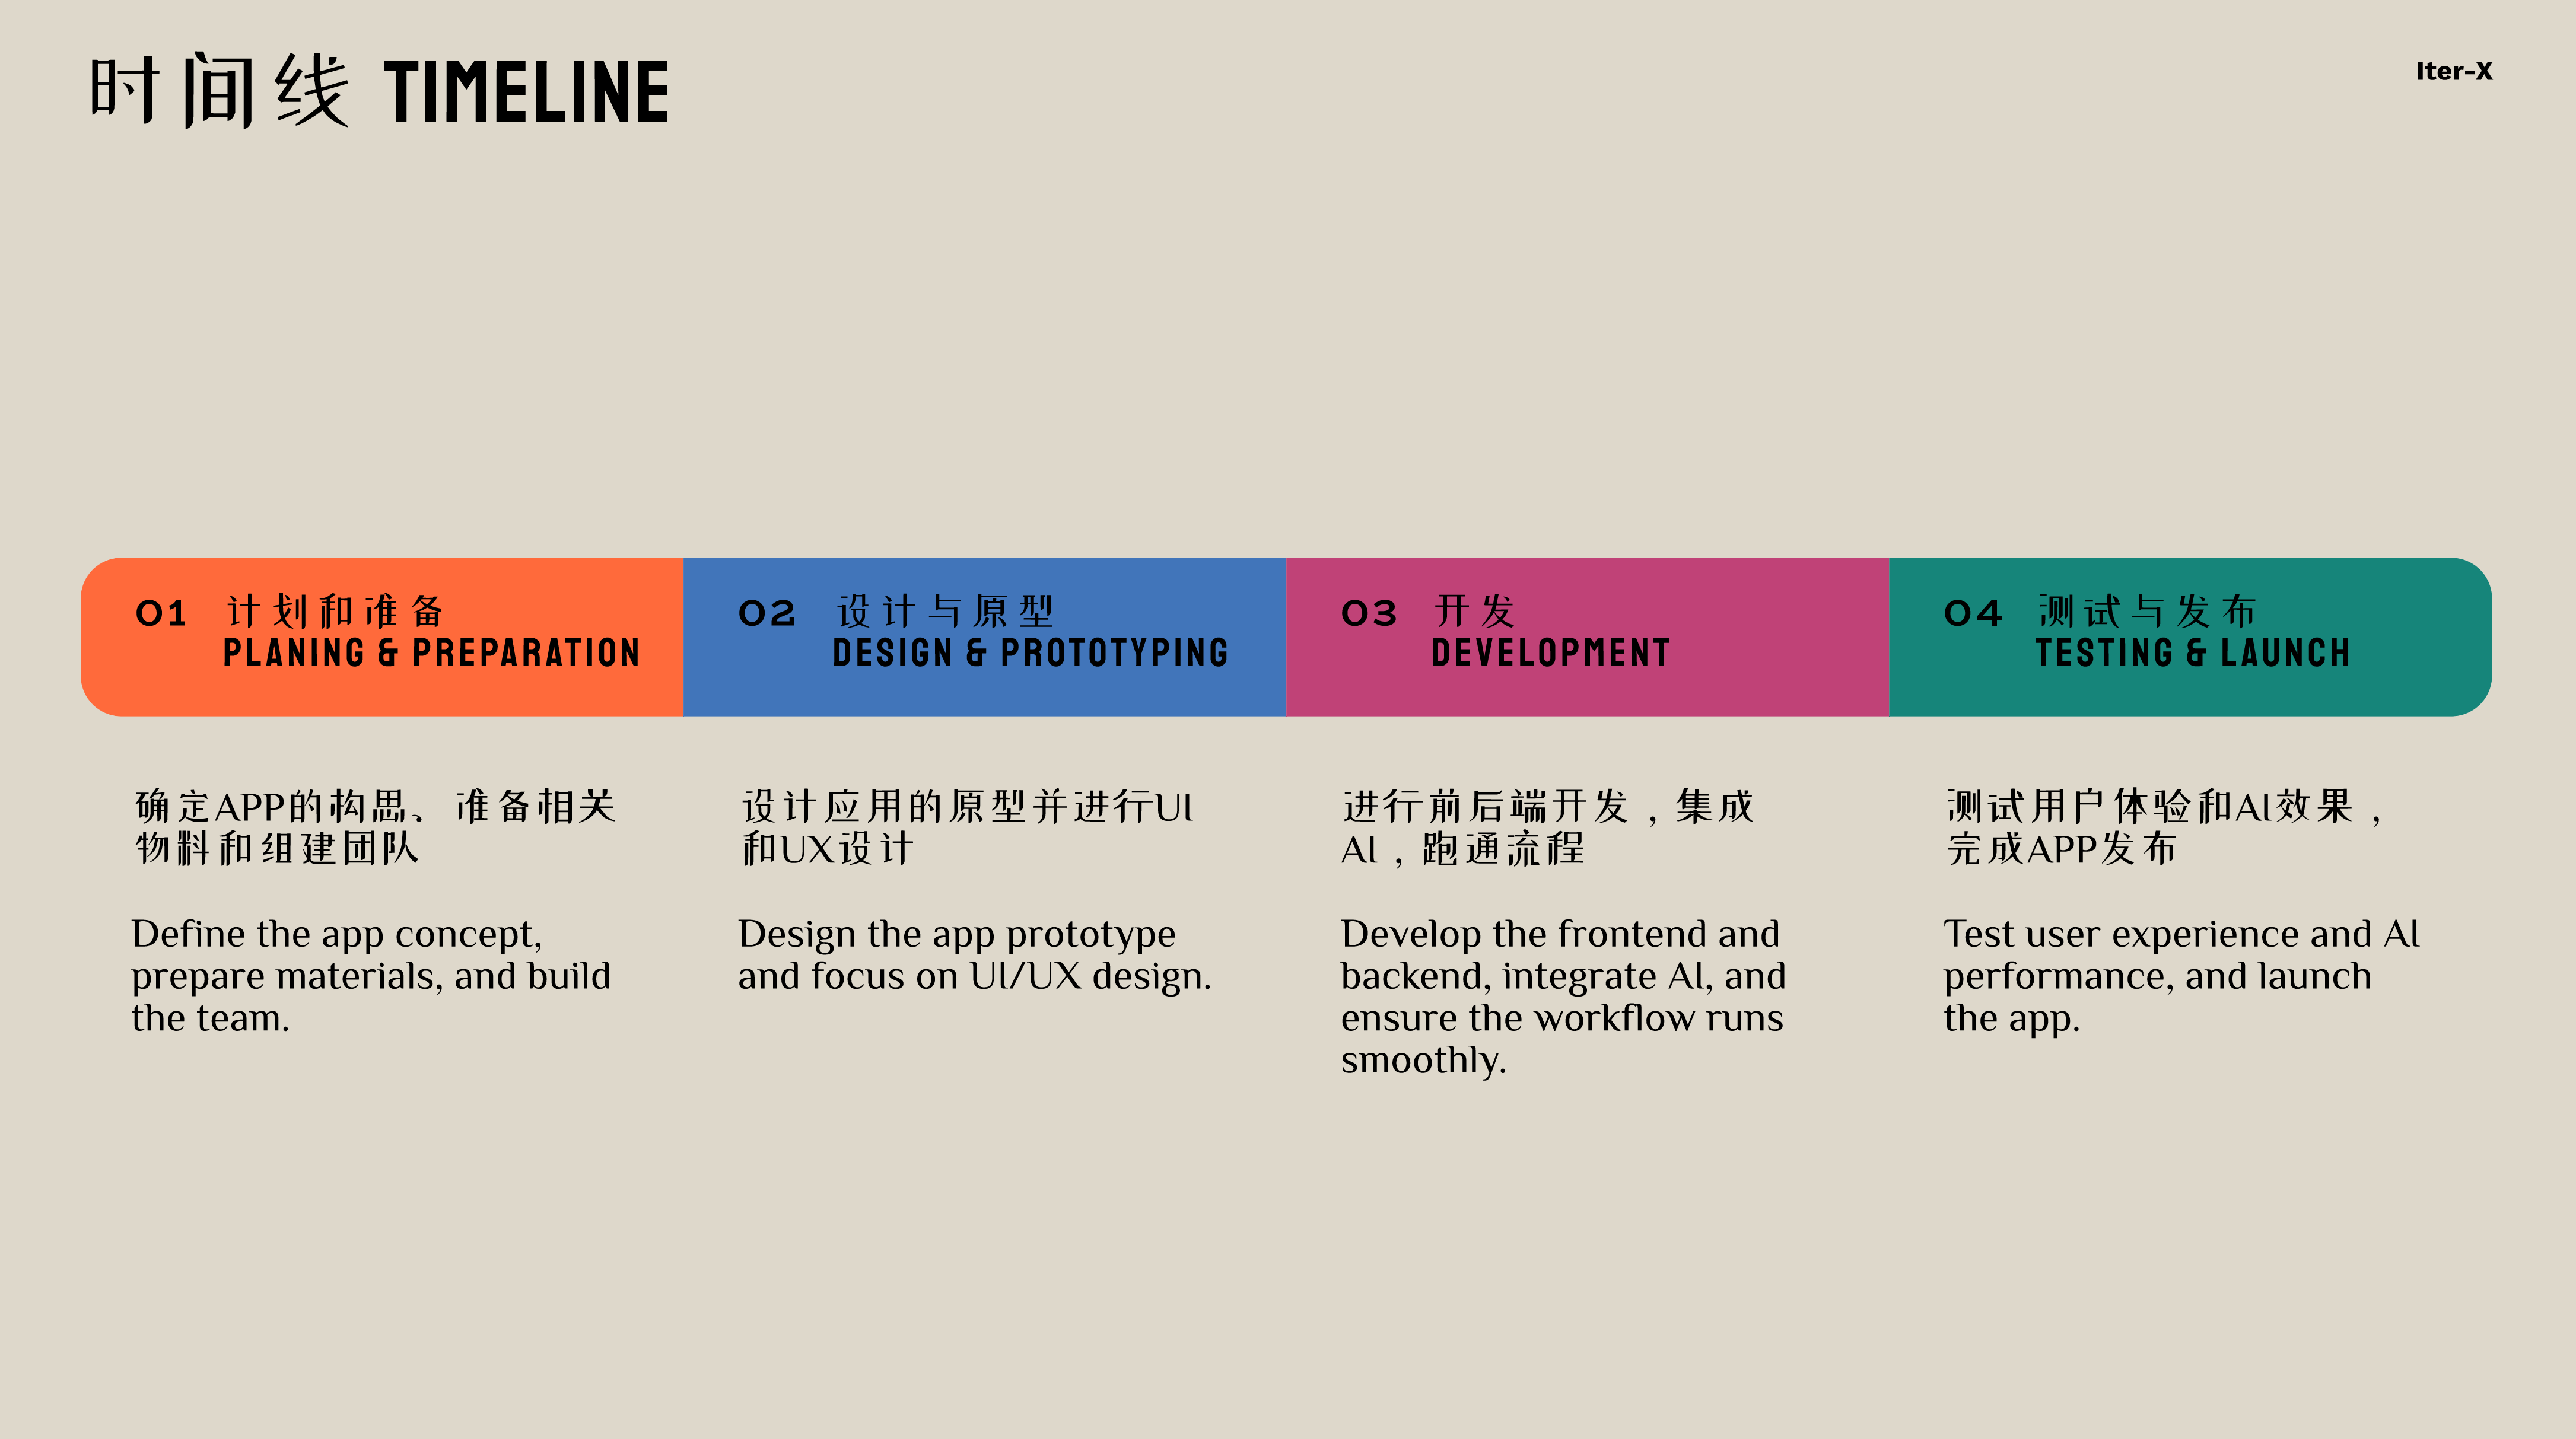 时间线 TIMELINE
Iter-X
01 计划和准备
PLANING & PREPARATION
02 设计与原型
DESIGN & PROTOTYPING
03 开发
DEVELOPMENT
04 测试与发布
TESTING & LAUNCH
确定APP的构思、准备相关
物料和组建团队
Define the app concept,
prepare materials, and build
the team.
设计应用的原型并进行UI
和UX设计
Design the app prototype
and focus on UI/UX design.
进行前后端开发，集成
AI，跑通流程
Develop the frontend and
backend, integrate AI, and
ensure the workflow runs
smoothly.
测试用户体验和AI效果，
完成APP发布
Test user experience and AI
performance, and launch
the app.